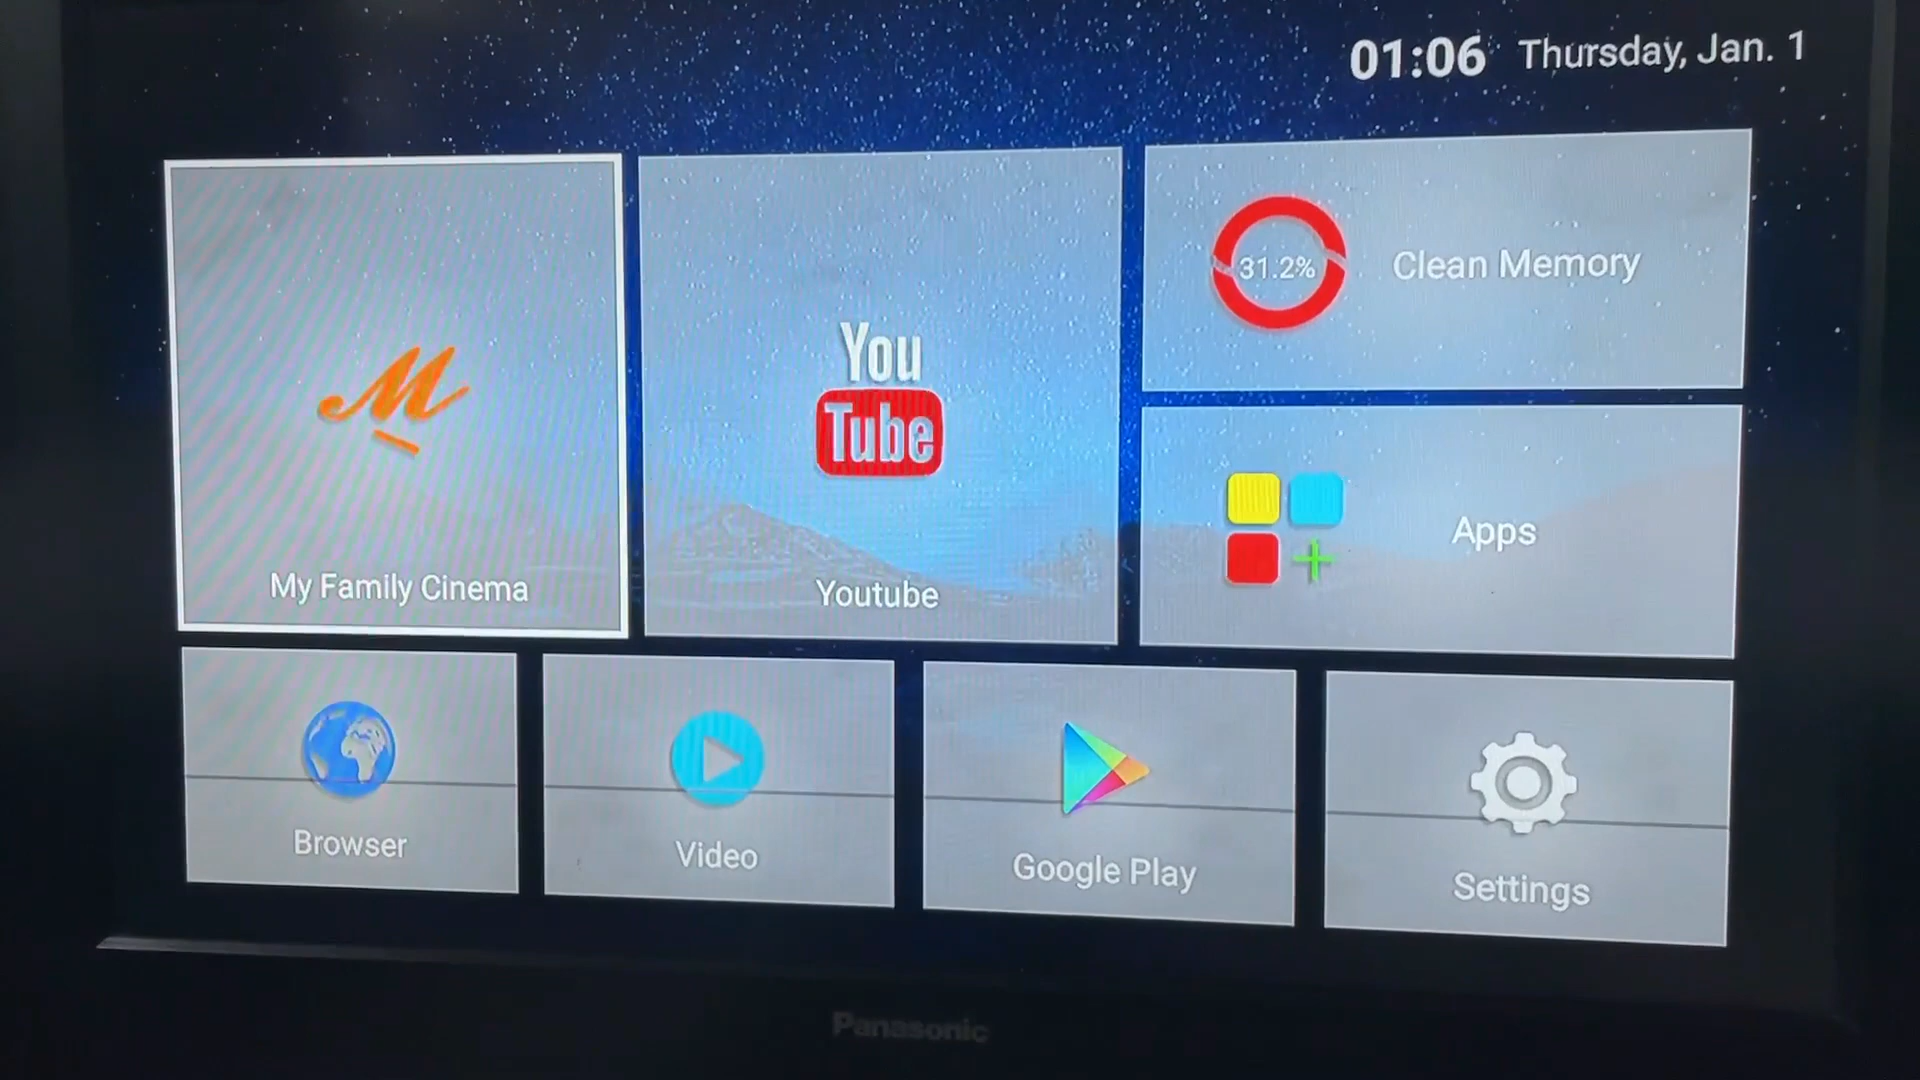 01:06 Thursday, Jan. 1
31.2% Clean Memory
You
Tube
My Family Cinema
Youtube
Apps
Browser
Video
Google Play
Settings
Panasonic